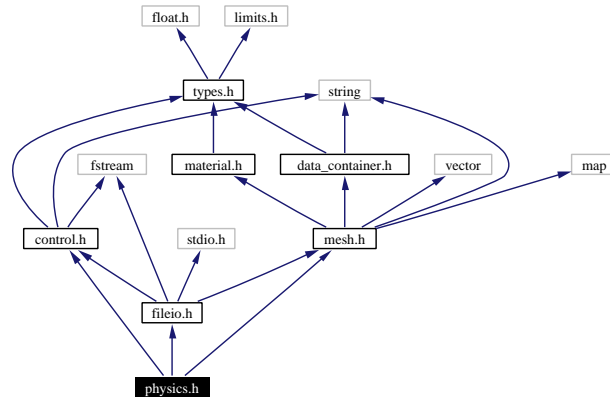 float.h
limits.h
types.h
string
fstream
material.h
data_container.h
vector
map
control.h
stdio.h
mesh.h
fileio.h
physics.h